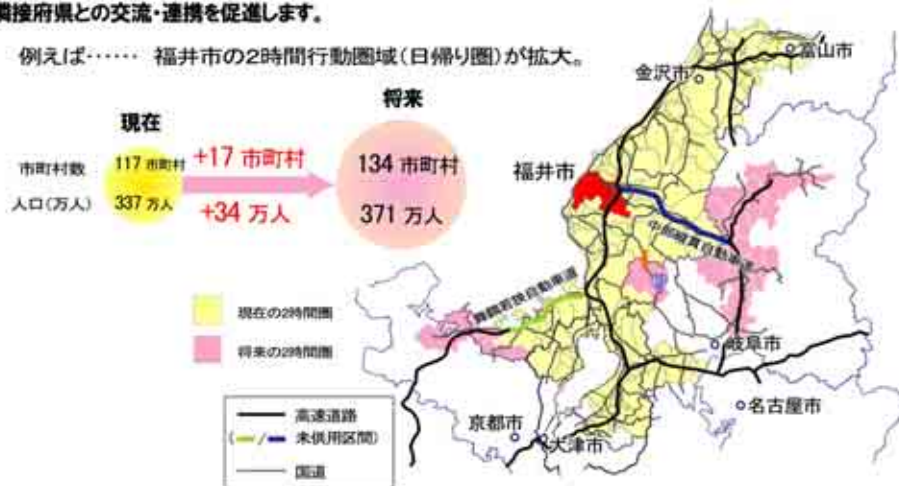 隣接府県との交流・連携を促進します。
例えば…… 福井市の2時間行動圏域(日帰り圏)が拡大。
現在
将来
市町村数
117 市町村
+17 市町村
134 市町村
人口(万人)
337 万人
+34 万人
371 万人
現在の2時間圏
将来の2時間圏
高速道路
( / 未供用区間)
国道
富山市
金沢市
福井市
中部縦貫自動車道
舞鶴若狭自動車道
岐阜市
名古屋市
京都市
大津市